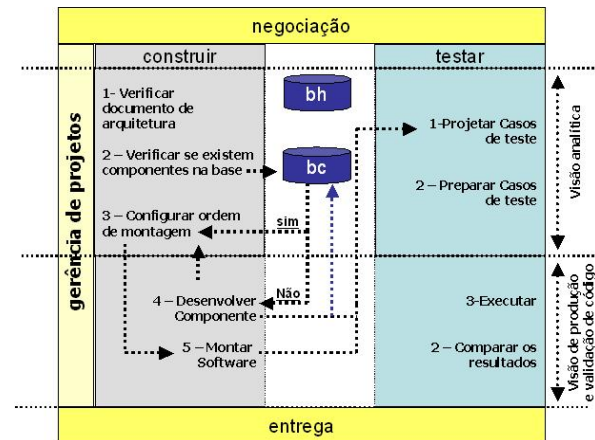 negociação
construir
testar
gerência de projetos
1- Verificar
documento de
arquitetura
2 – Verificar se existem
componentes na base
3 – Configurar ordem
de montagem
4 – Desenvolver
Componente
5 – Montar
Software
bh
bc
sim
Não
1-Projetar Casos
de teste
2 – Preparar Casos
de teste
3-Executar
2 – Comparar os
resultados
Visão analítica
Visão de produção
e validação de código
entrega